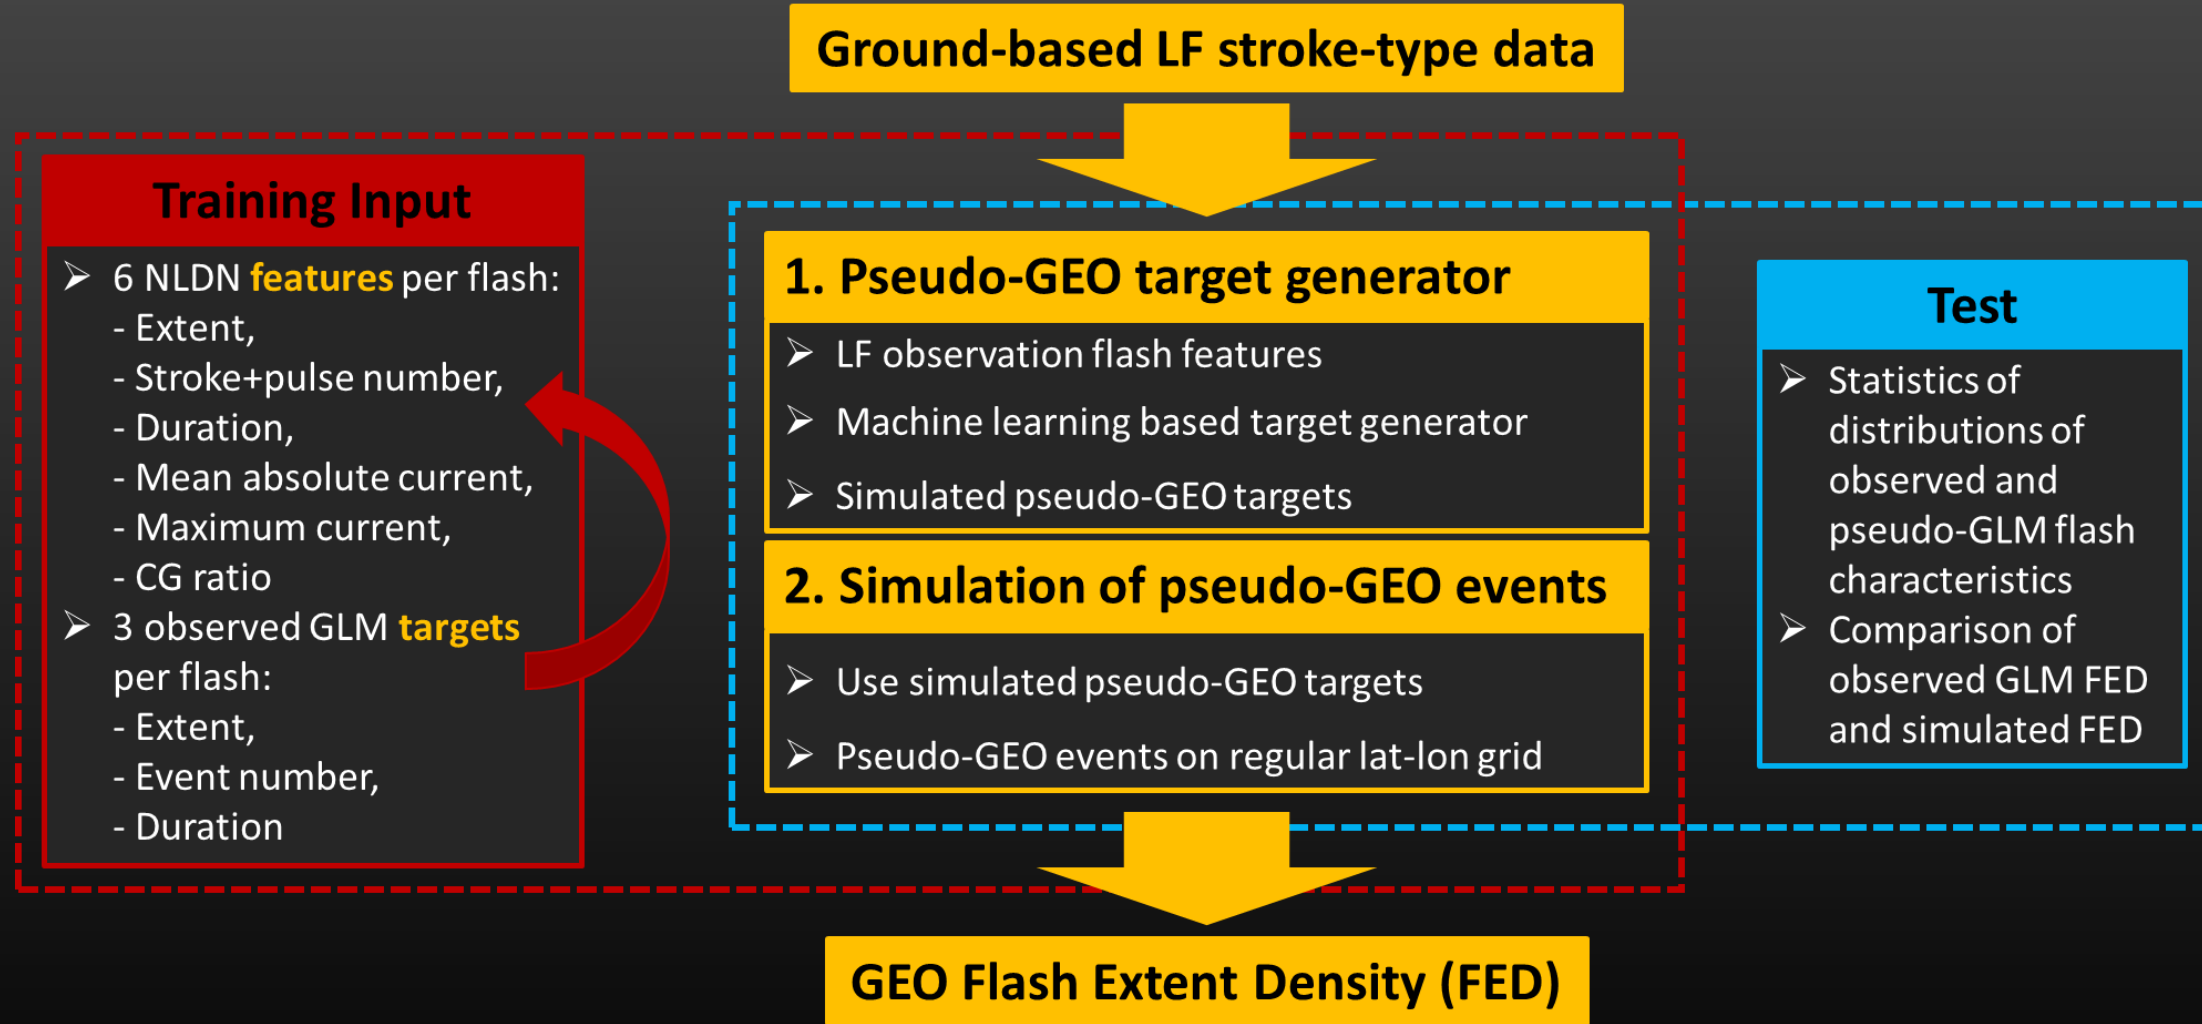 Ground-based LF stroke-type data
Training Input
➢ 6 NLDN features per flash:
- Extent,
- Stroke+pulse number,
- Duration,
- Mean absolute current,
- Maximum current,
- CG ratio
➢ 3 observed GLM targets
per flash:
- Extent,
- Event number,
- Duration
1. Pseudo-GEO target generator
➢ LF observation flash features
➢ Machine learning based target generator
➢ Simulated pseudo-GEO targets
2. Simulation of pseudo-GEO events
➢ Use simulated pseudo-GEO targets
➢ Pseudo-GEO events on regular lat-lon grid
Test
➢ Statistics of
distributions of
observed and
pseudo-GLM flash
characteristics
➢ Comparison of
observed GLM FED
and simulated FED
GEO Flash Extent Density (FED)